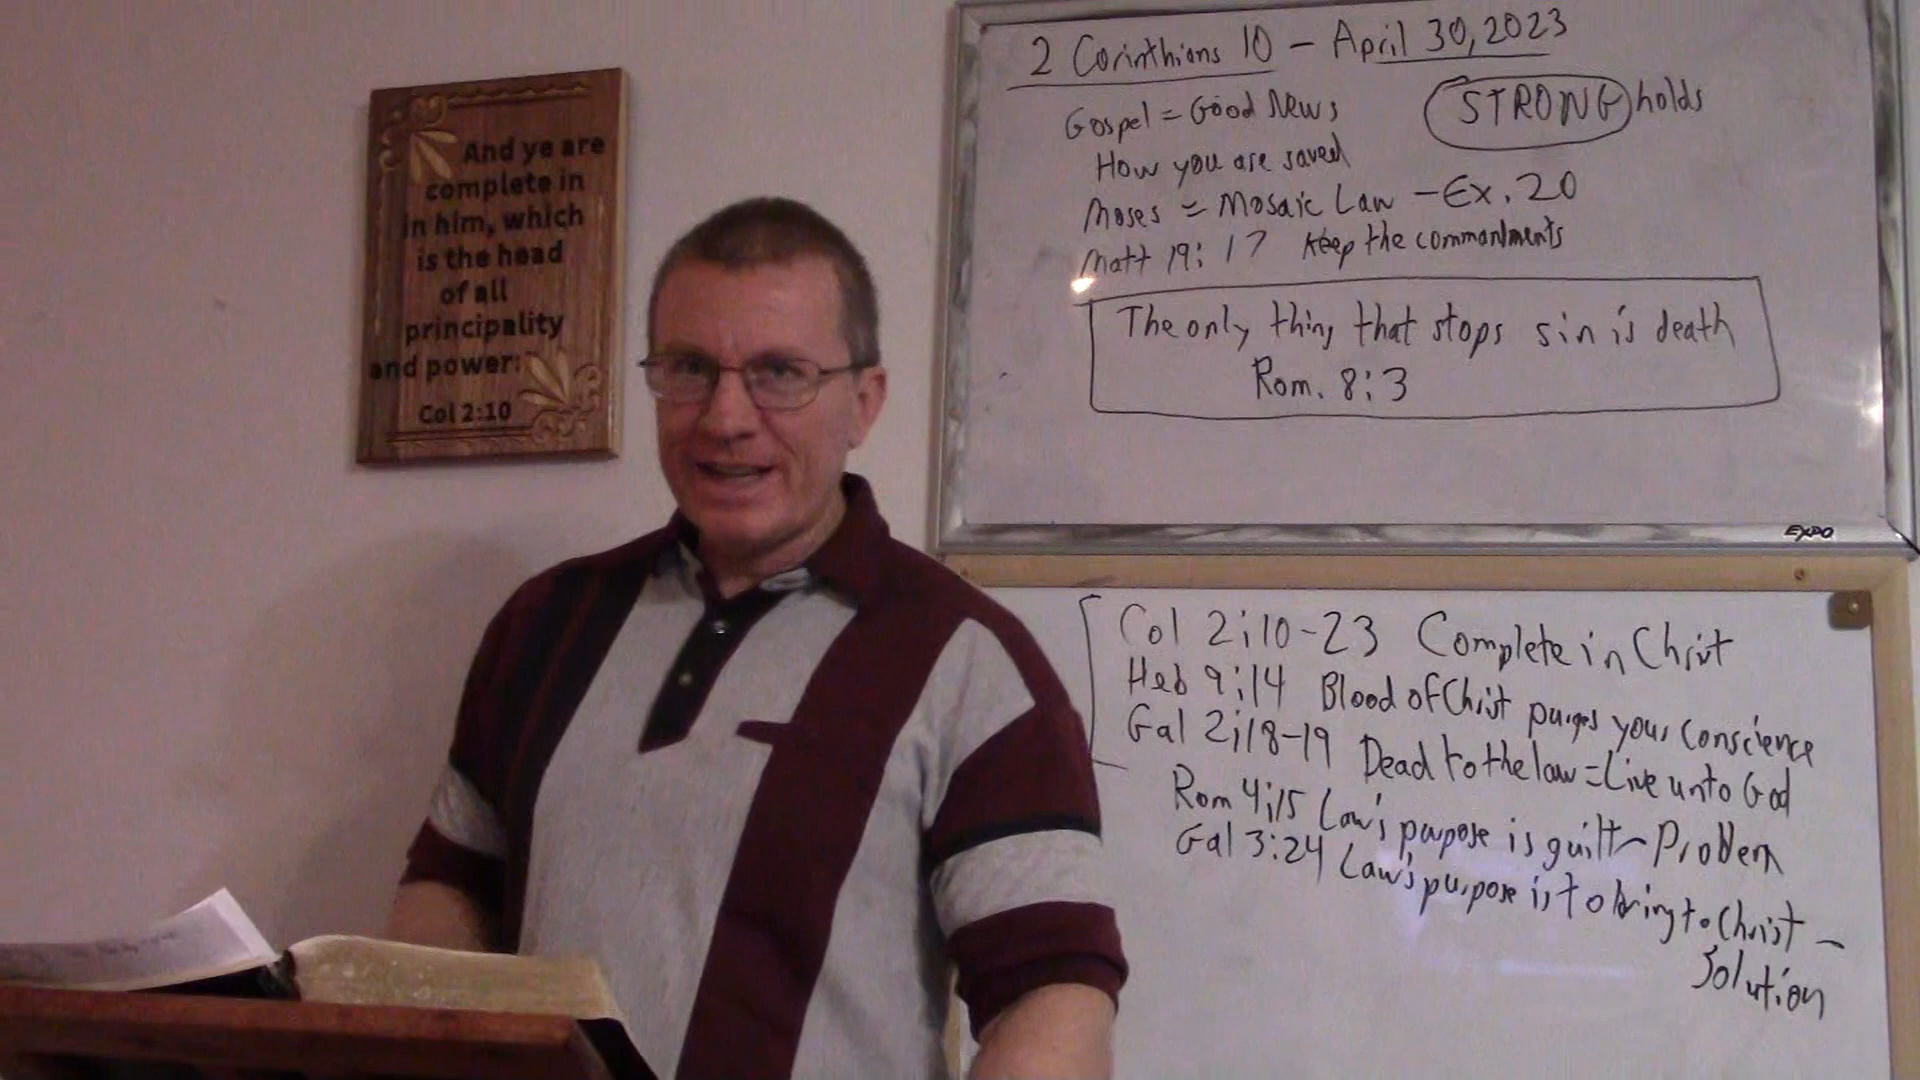 And ye are
complete in
in him, which
is the head
of all
principality
and power:
Col 2:10
2 Corinthians 10 - April 30, 2023
Gospel = Good News
STRONG holds
How you are saved
Moses = Mosaic Law - Ex. 20
Matt 19:17 Keep the commandments
The only thing that stops sin is death
Rom. 8:3
EXPO
Col 2:10-23 Complete in Christ
Heb 9:14 Blood of Christ purges your conscience
Gal 2:18-19 Dead to the law = Live unto God
Rom 4:15 Law's purpose is guilt - Problem
Gal 3:24 Law's purpose is to bring to Christ -
Solution